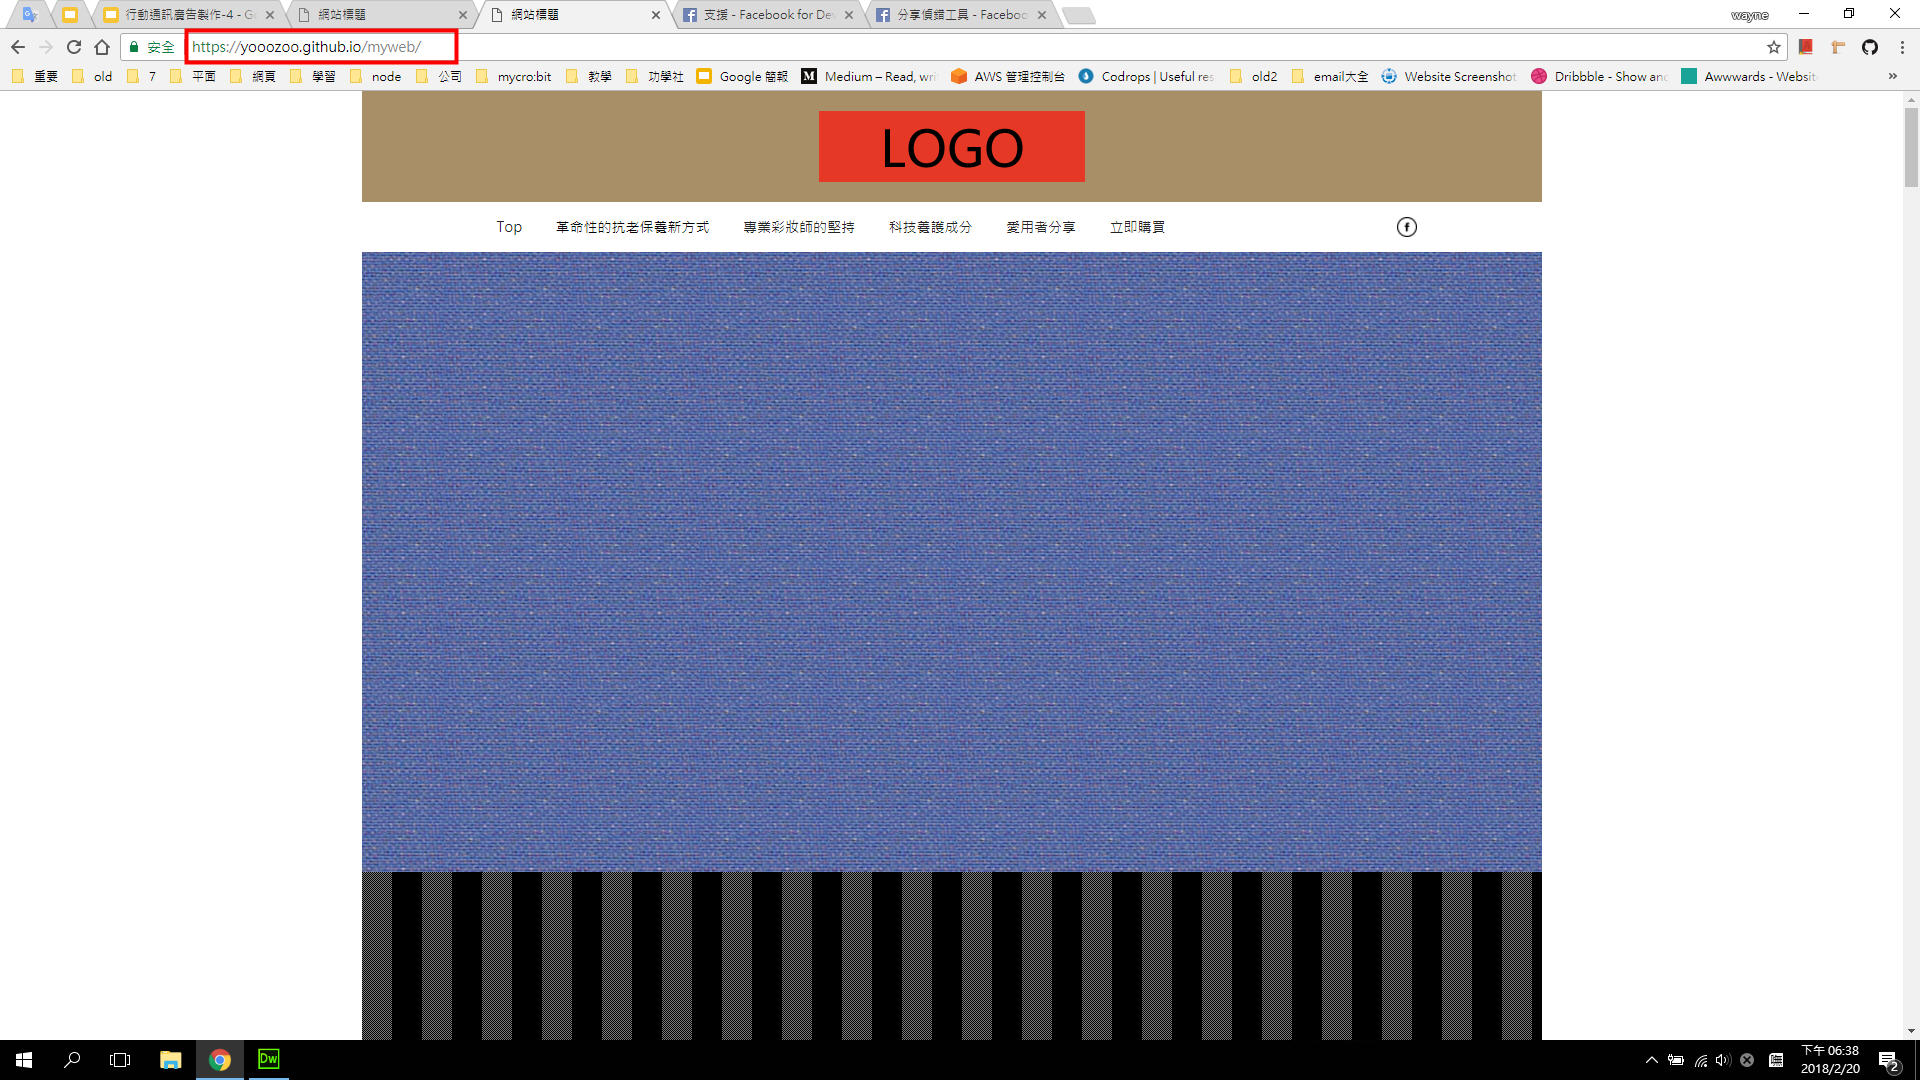 行動通訊廣告製作-4 - G
網站標題
網站標題
支援 - Facebook for Dev
分享偵錯工具 - Faceboo
wayne
安全
https://yooozoo.github.io/myweb/
重要 old 7 平面 網頁 學習 node 公司 mycro:bit 教學 功學社 Google 簡報 Medium – Read, wri AWS 管理控制台 Codrops | Useful res old2 email大全 Website Screenshot Dribbble - Show and Awwwards - Websit »
LOGO
Top 革命性的抗老保養新方式 專業彩妝師的堅持 科技養護成分 愛用者分享 立即購買
Dw
下午 06:38
2018/2/20
2